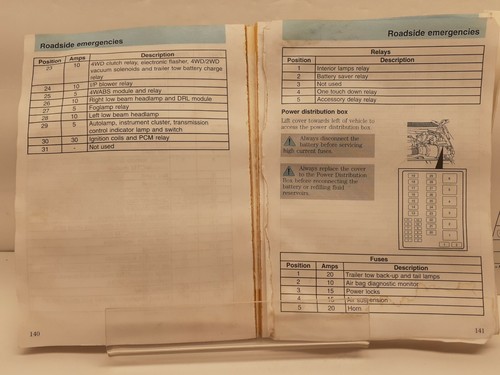 Roadside emergencies
Position Amps Description
23 10 4WD clutch relay, electronic flasher, 4WD/2WD
vacuum solenoids and trailer tow battery charge
relay
24 10 I/P blower relay
25 5 4WABS module and relay
26 10 Right low beam headlamp and DRL module
27 5 Foglamp relay
28 10 Left low beam headlamp
29 5 Autolamp, instrument cluster, transmission
control indicator lamp and switch
30 30 Ignition coils and PCM relay
31 - Not used
140
Roadside emergencies
Relays
Position Description
1 Interior lamps relay
2 Battery saver relay
3 Not used
4 One touch down relay
5 Accessory delay relay
Power distribution box
Lift cover towards left of vehicle to
access the power distribution box.
Always disconnect the
battery before servicing
high current fuses.
Always replace the cover
to the Power Distribution
Box before reconnecting the
battery or refilling fluid
reservoirs.
Fuses
Position Amps Description
1 20 Trailer tow back-up and tail lamps
2 10 Air bag diagnostic monitor
3 15 Power locks
4 15 Air suspension
5 20 Horn
141